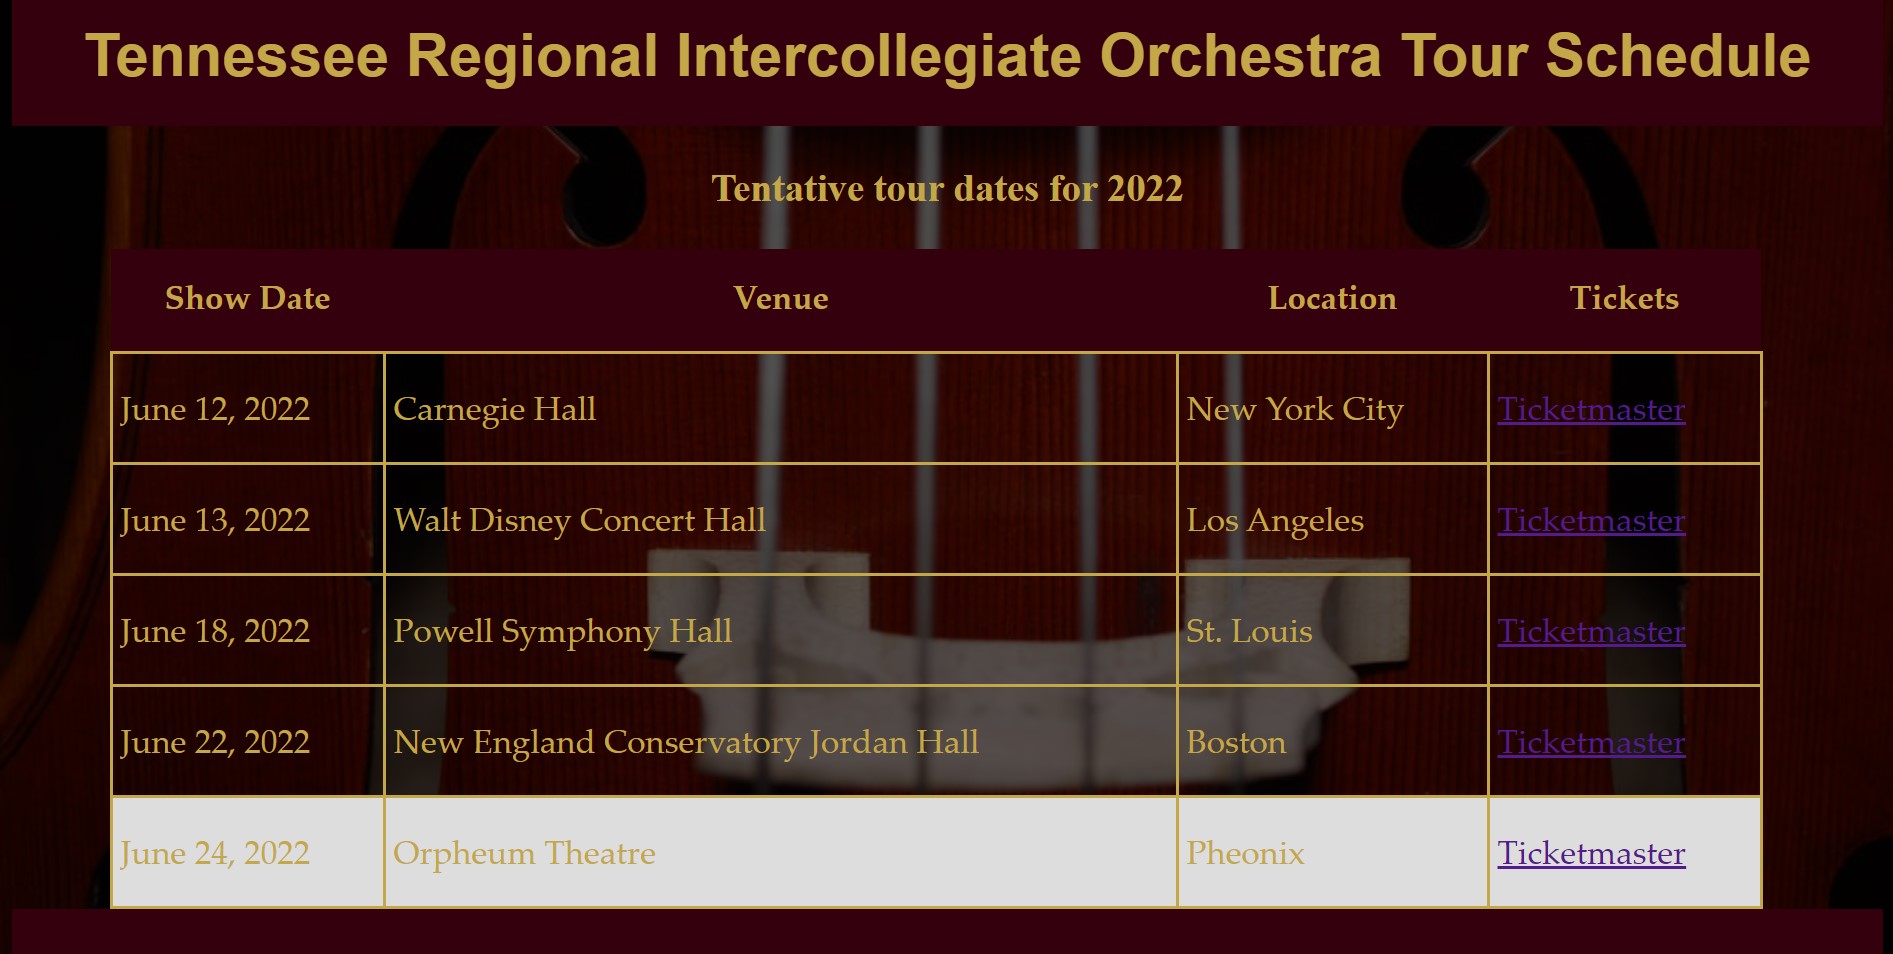 Tennessee Regional Intercollegiate Orchestra Tour Schedule
Tentative tour dates for 2022
Show Date Venue Location Tickets
June 12, 2022 Carnegie Hall New York City Ticketmaster
June 13, 2022 Walt Disney Concert Hall Los Angeles Ticketmaster
June 18, 2022 Powell Symphony Hall St. Louis Ticketmaster
June 22, 2022 New England Conservatory Jordan Hall Boston Ticketmaster
June 24, 2022 Orpheum Theatre Pheonix Ticketmaster